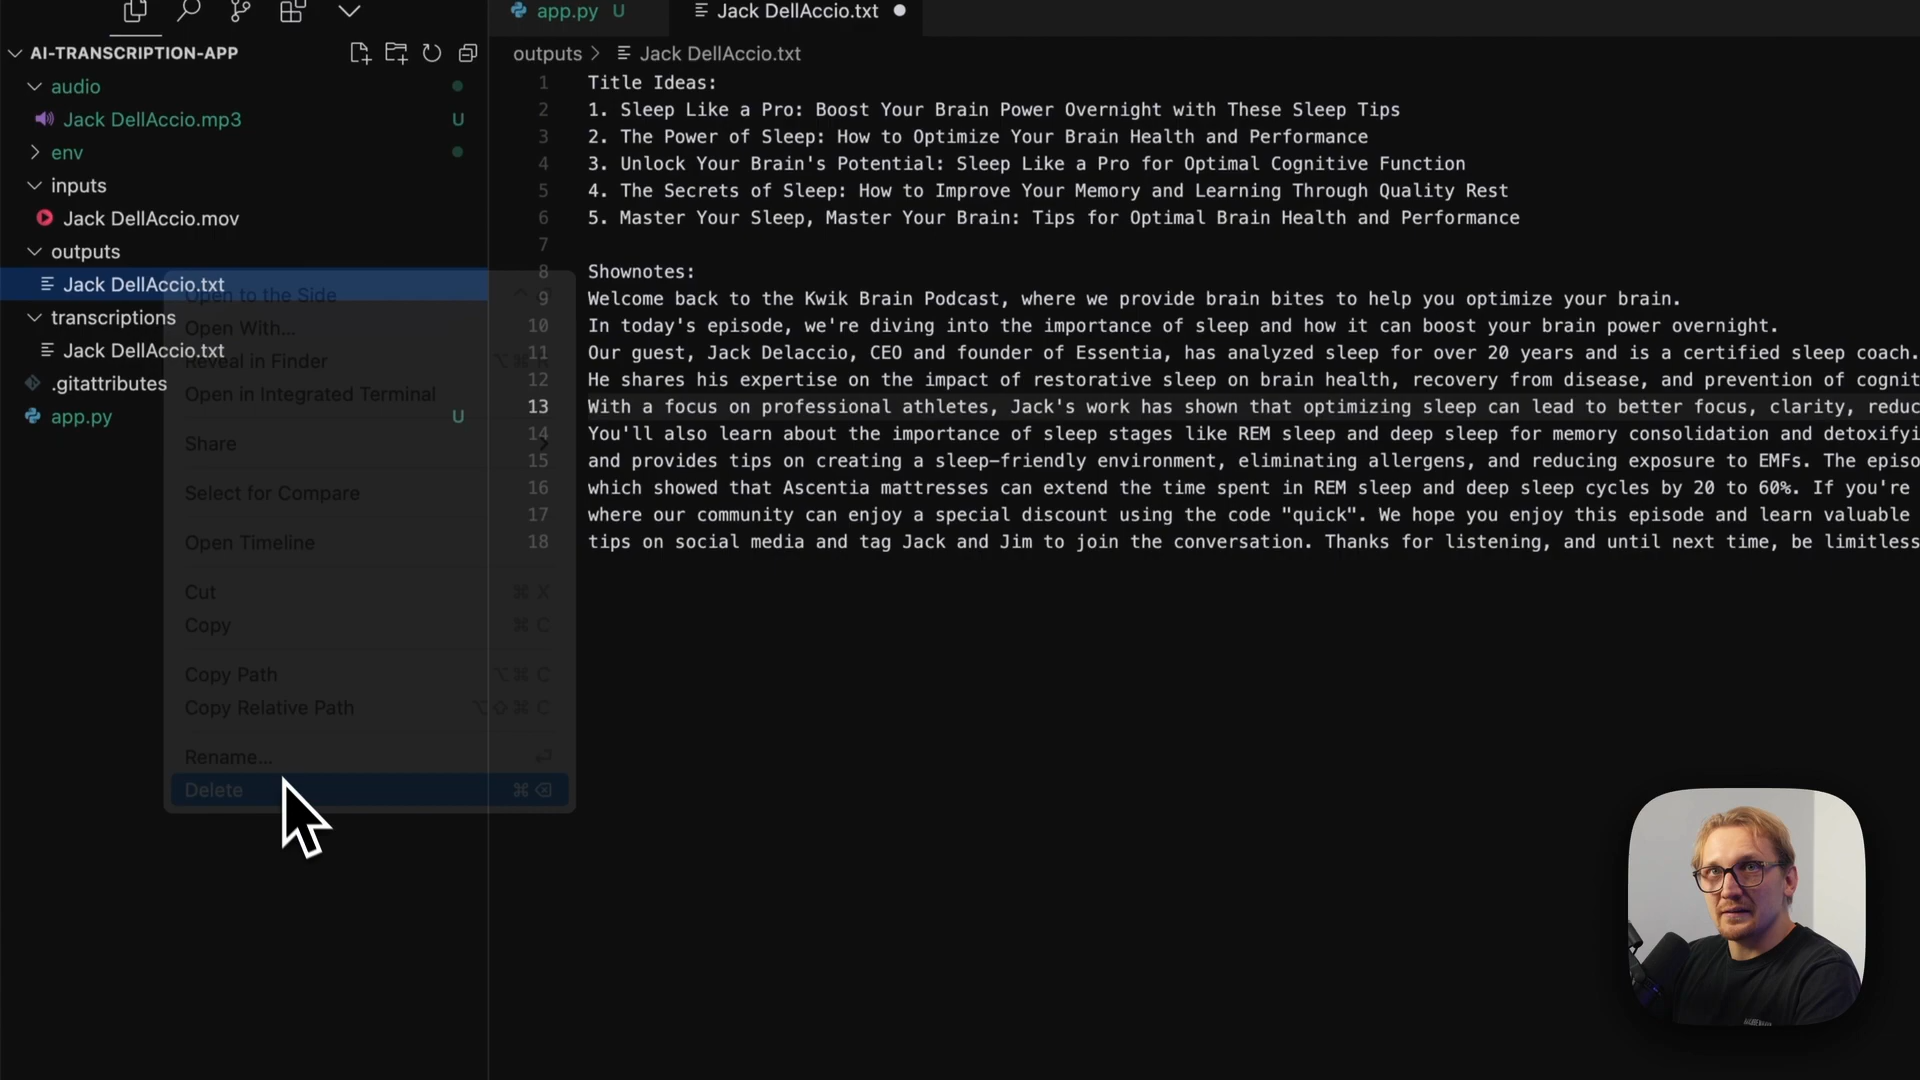 app.py U
Jack DellAccio.txt
AI-TRANSCRIPTION-APP
audio
Jack DellAccio.mp3 U
env
inputs
Jack DellAccio.mov
outputs
Jack DellAccio.txt
transcriptions
Jack DellAccio.txt
.gitattributes
app.py U
Open to the Side
Open With...
Reveal in Finder
Open in Integrated Terminal
Share
Select for Compare
Open Timeline
Cut ⌘ X
Copy ⌘ C
Copy Path ⌥ ⌘ C
Copy Relative Path ⌥ ⇧ ⌘ C
Rename... ⏎
Delete ⌘ ⌫
outputs > Jack DellAccio.txt
1 Title Ideas:
2 1. Sleep Like a Pro: Boost Your Brain Power Overnight with These Sleep Tips
3 2. The Power of Sleep: How to Optimize Your Brain Health and Performance
4 3. Unlock Your Brain's Potential: Sleep Like a Pro for Optimal Cognitive Function
5 4. The Secrets of Sleep: How to Improve Your Memory and Learning Through Quality Rest
6 5. Master Your Sleep, Master Your Brain: Tips for Optimal Brain Health and Performance
7
8 Shownotes:
9 Welcome back to the Kwik Brain Podcast, where we provide brain bites to help you optimize your brain.
10 In today's episode, we're diving into the importance of sleep and how it can boost your brain power overnight.
11 Our guest, Jack Delaccio, CEO and founder of Essentia, has analyzed sleep for over 20 years and is a certified sleep coach.
12 He shares his expertise on the impact of restorative sleep on brain health, recovery from disease, and prevention of cognit
13 With a focus on professional athletes, Jack's work has shown that optimizing sleep can lead to better focus, clarity, reduc
14 You'll also learn about the importance of sleep stages like REM sleep and deep sleep for memory consolidation and detoxifyi
15 and provides tips on creating a sleep-friendly environment, eliminating allergens, and reducing exposure to EMFs. The episo
16 which showed that Ascentia mattresses can extend the time spent in REM sleep and deep sleep cycles by 20 to 60%. If you're
17 where our community can enjoy a special discount using the code "quick". We hope you enjoy this episode and learn valuable
18 tips on social media and tag Jack and Jim to join the conversation. Thanks for listening, and until next time, be limitless